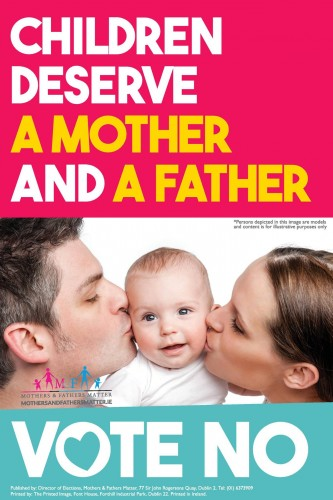 CHILDREN
DESERVE
A MOTHER
AND A FATHER
*Persons depicted in this image are models
and content is for illustrative purposes only
M F
MOTHERS & FATHERS MATTER
MOTHERSANDFATHERSMATTER.IE
VOTE NO
Published by: Director of Elections, Mothers & Fathers Matter, 77 Sir John Rogersons Quay, Dublin 2. Tel: (01) 6373909
Printed by: The Printed Image, Font House, Fonthill Industrial Park, Dublin 22. Printed in Ireland.